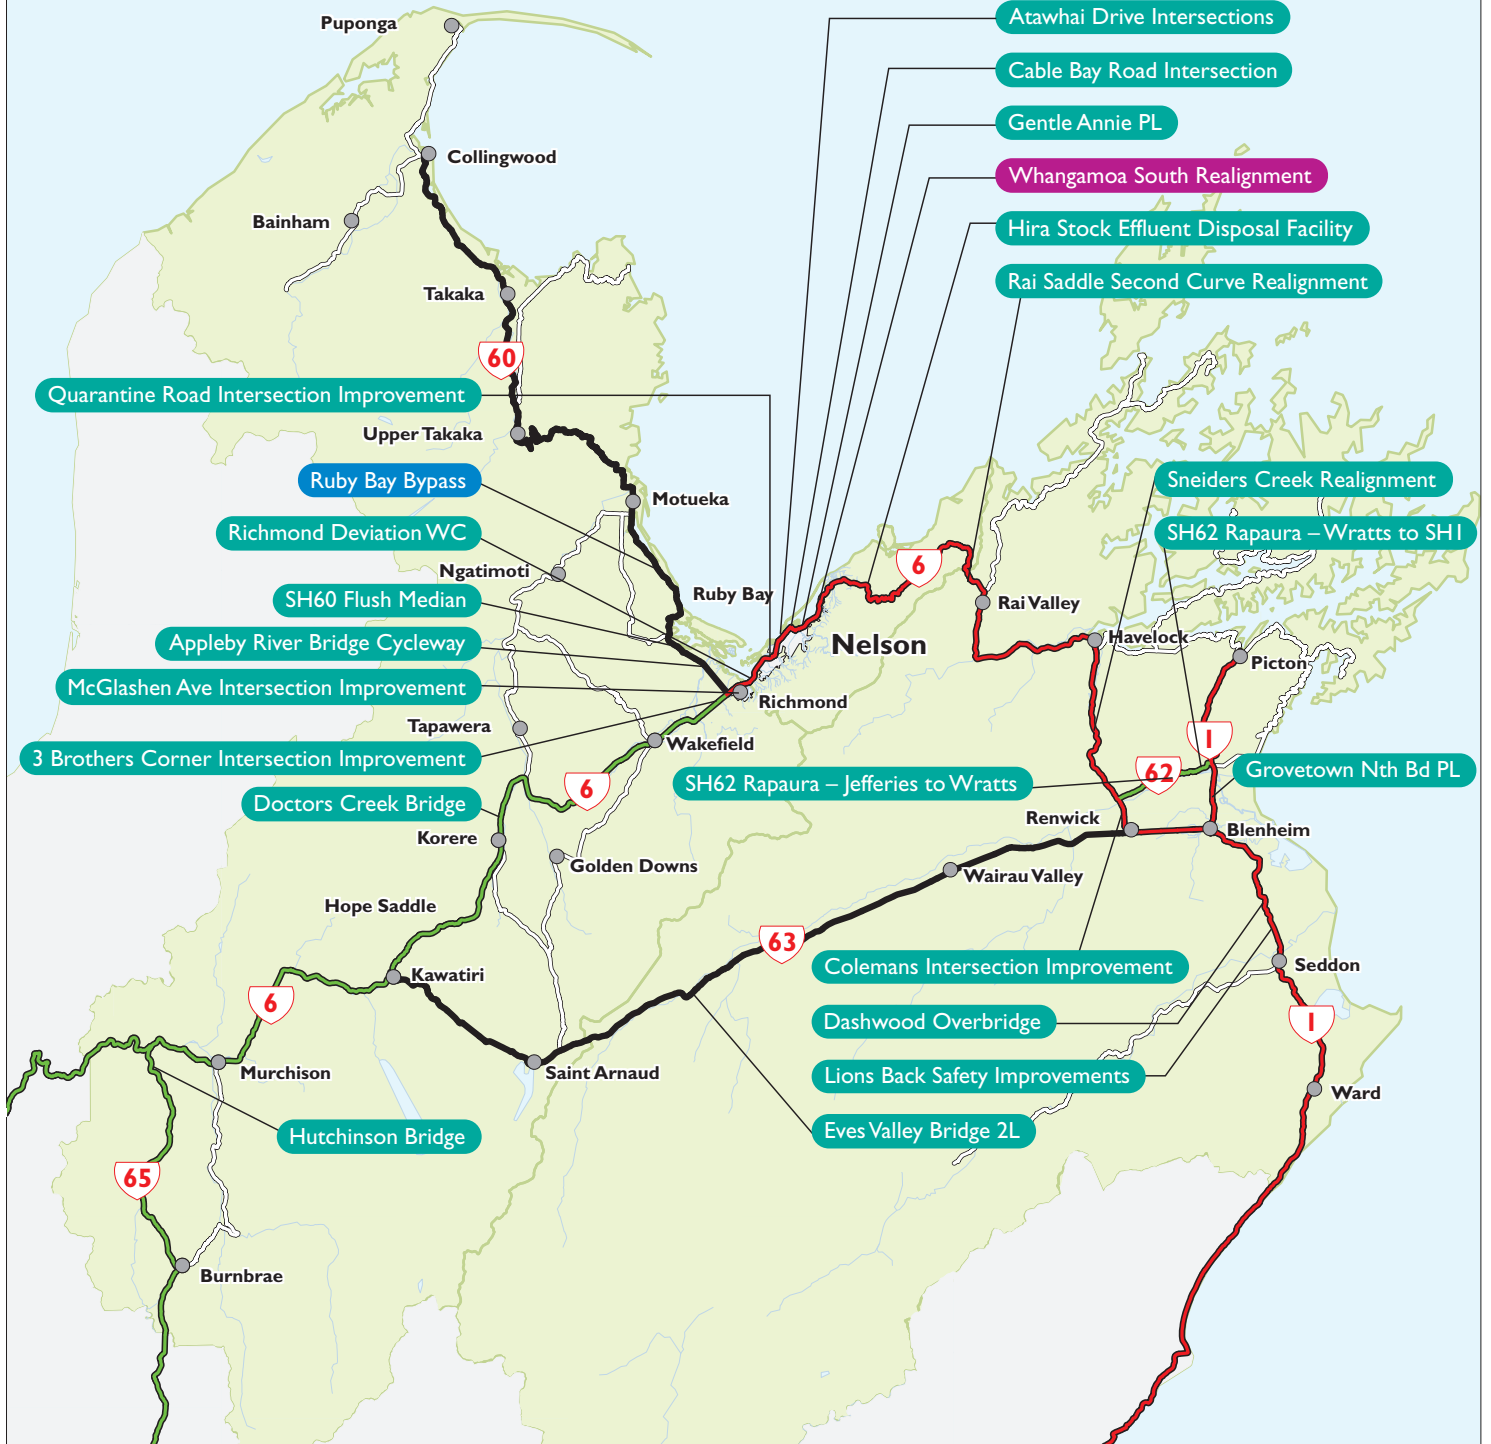 Puponga
Atawhai Drive Intersections
Cable Bay Road Intersection
Gentle Annie PL
Collingwood
Whangamoa South Realignment
Bainham
Hira Stock Effluent Disposal Facility
Rai Saddle Second Curve Realignment
Takaka
60
Quarantine Road Intersection Improvement
Upper Takaka
Ruby Bay Bypass
Motueka
Sneiders Creek Realignment
Richmond Deviation WC
SH62 Rapaura – Wratts to SH1
Ngatimoti
6
SH60 Flush Median
Ruby Bay
Rai Valley
Appleby River Bridge Cycleway
Nelson
Havelock
Picton
McGlashen Ave Intersection Improvement
Richmond
Tapawera
Wakefield
1
3 Brothers Corner Intersection Improvement
62
Grovetown Nth Bd PL
6
SH62 Rapaura – Jefferies to Wratts
Doctors Creek Bridge
Renwick
Blenheim
Korere
Golden Downs
Wairau Valley
Hope Saddle
63
Colemans Intersection Improvement
Seddon
Kawatiri
6
Dashwood Overbridge
1
Murchison
Saint Arnaud
Lions Back Safety Improvements
Ward
Hutchinson Bridge
Eves Valley Bridge 2L
65
Burnbrae